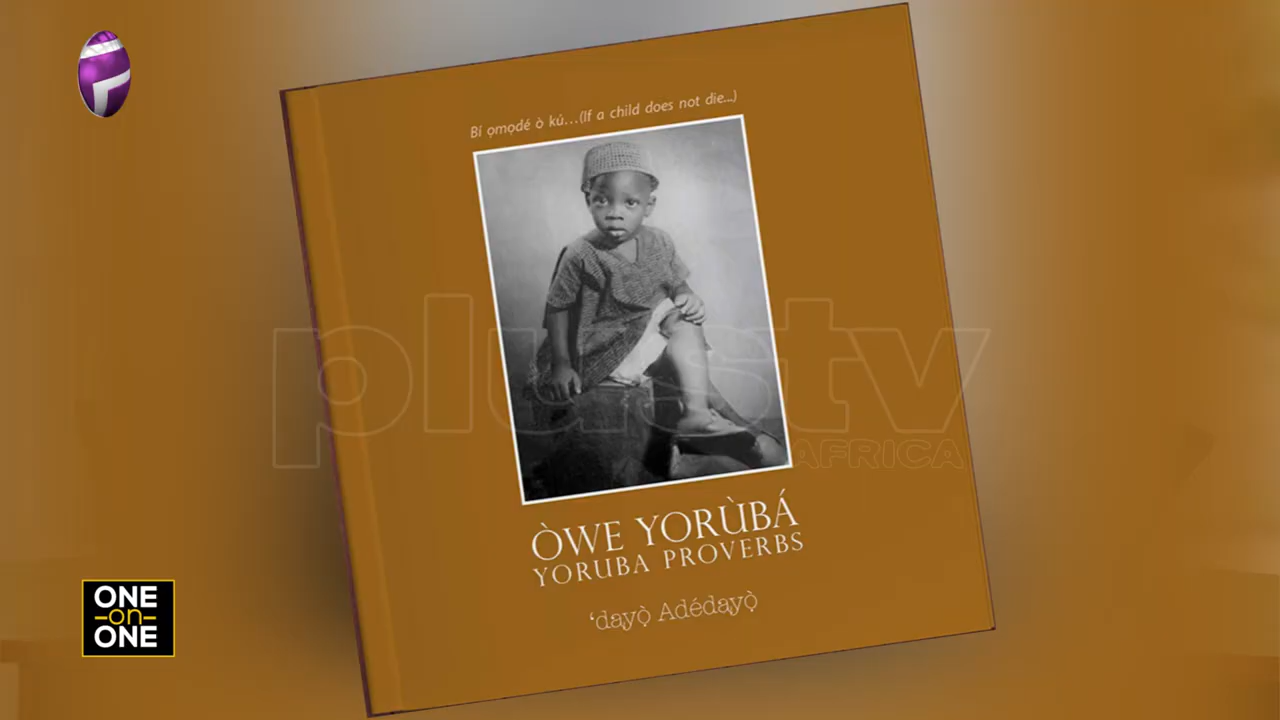 Bí ọmọdé ò kú...(If a child does not die...)
plustv
AFRICA
ÒWE YORÙBÁ
YORUBA PROVERBS
‘dayọ̀ Adédayọ̀
ONE
-on-
ONE